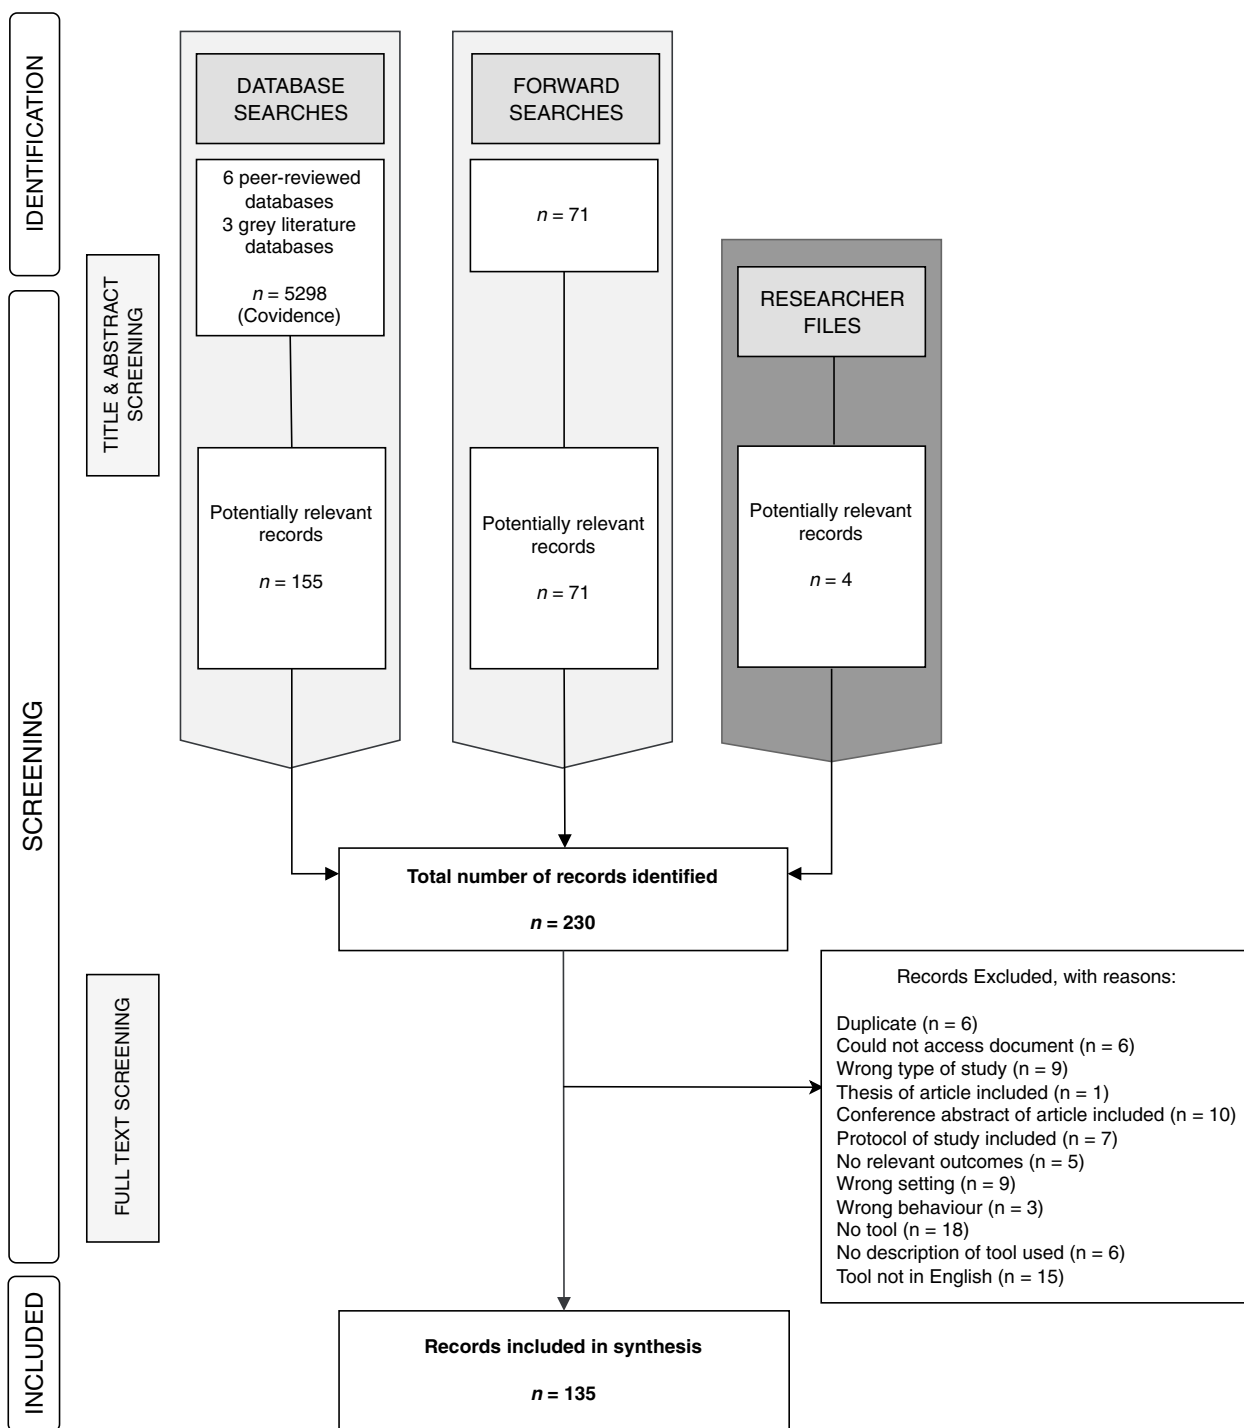 IDENTIFICATION
DATABASE
SEARCHES
6 peer-reviewed
databases
3 grey literature
databases
n = 5298
(Covidence)
FORWARD
SEARCHES
n = 71
RESEARCHER
FILES
SCREENING
TITLE & ABSTRACT
SCREENING
Potentially relevant
records
n = 155
Potentially relevant
records
n = 71
Potentially relevant
records
n = 4
Total number of records identified
n = 230
FULL TEXT SCREENING
Records Excluded, with reasons:
Duplicate (n = 6)
Could not access document (n = 6)
Wrong type of study (n = 9)
Thesis of article included (n = 1)
Conference abstract of article included (n = 10)
Protocol of study included (n = 7)
No relevant outcomes (n = 5)
Wrong setting (n = 9)
Wrong behaviour (n = 3)
No tool (n = 18)
No description of tool used (n = 6)
Tool not in English (n = 15)
INCLUDED
Records included in synthesis
n = 135